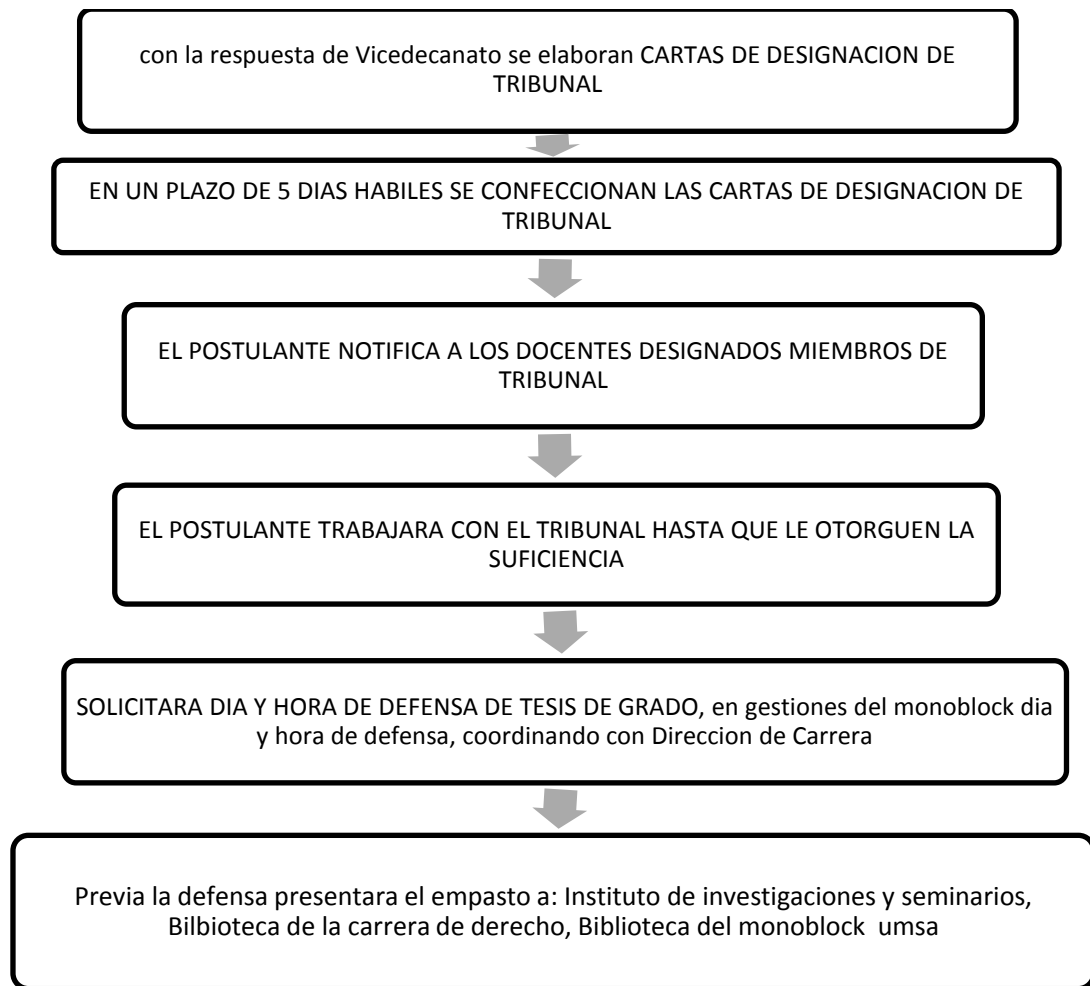 con la respuesta de Vicedecanato se elaboran CARTAS DE DESIGNACION DE
TRIBUNAL
EN UN PLAZO DE 5 DIAS HABILES SE CONFECCIONAN LAS CARTAS DE DESIGNACION DE
TRIBUNAL
EL POSTULANTE NOTIFICA A LOS DOCENTES DESIGNADOS MIEMBROS DE
TRIBUNAL
EL POSTULANTE TRABAJARA CON EL TRIBUNAL HASTA QUE LE OTORGUEN LA
SUFICIENCIA
SOLICITARA DIA Y HORA DE DEFENSA DE TESIS DE GRADO, en gestiones del monoblock dia
y hora de defensa, coordinando con Direccion de Carrera
Previa la defensa presentara el empasto a: Instituto de investigaciones y seminarios,
Bilbioteca de la carrera de derecho, Biblioteca del monoblock umsa